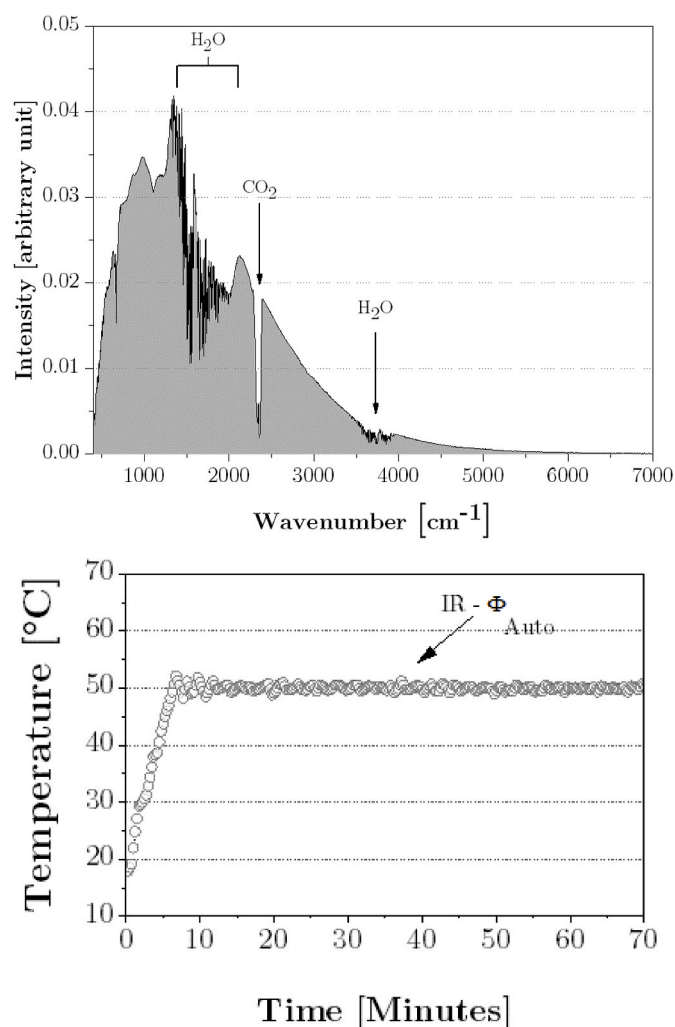 0.05
H₂O
0.04
CO₂
0.03
0.02
H₂O
0.01
0.00
1000 2000 3000 4000 5000 6000 7000
Intensity [arbitrary unit]
Wavenumber [cm⁻¹]
70
IR - Φ Auto
60
50
40
30
20
10
0 10 20 30 40 50 60 70
Temperature [°C]
Time [Minutes]